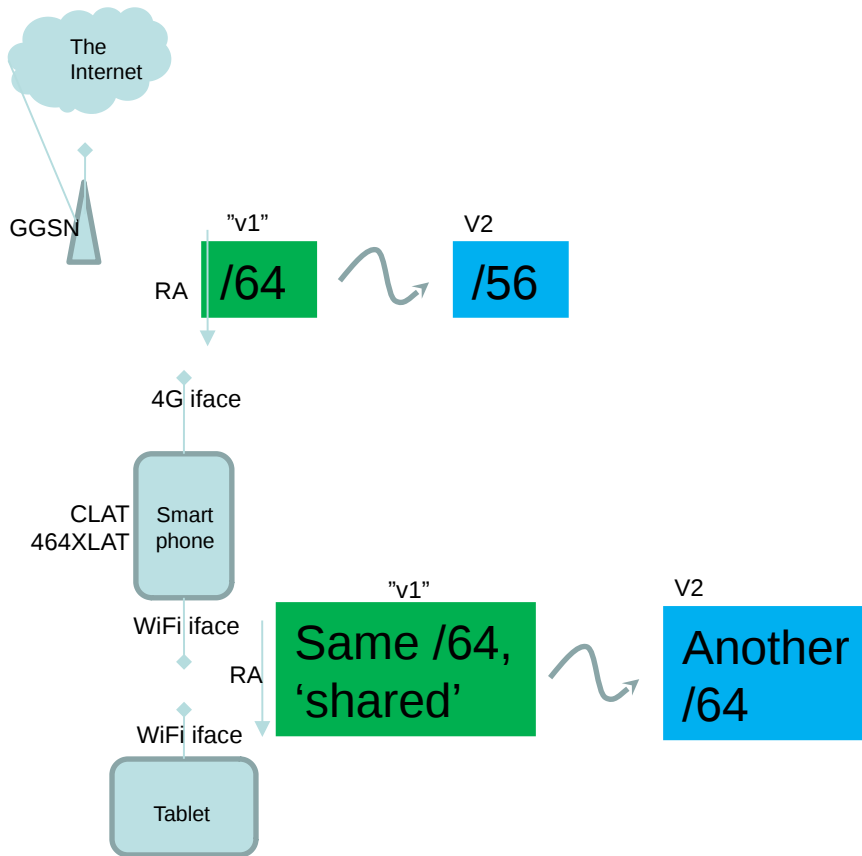 The
Internet
GGSN
”v1”
V2
RA
/64
/56
4G iface
CLAT
464XLAT
Smart
phone
WiFi iface
”v1”
V2
RA
Same /64,
‘shared’
Another
/64
WiFi iface
Tablet